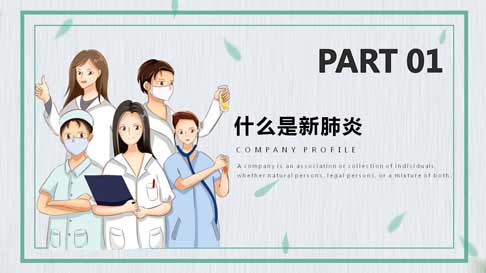 PART 01
什么是新肺炎
COMPANY PROFILE
A company is an association or collection of individuals,
whether natural persons, legal persons, or a mixture of both.